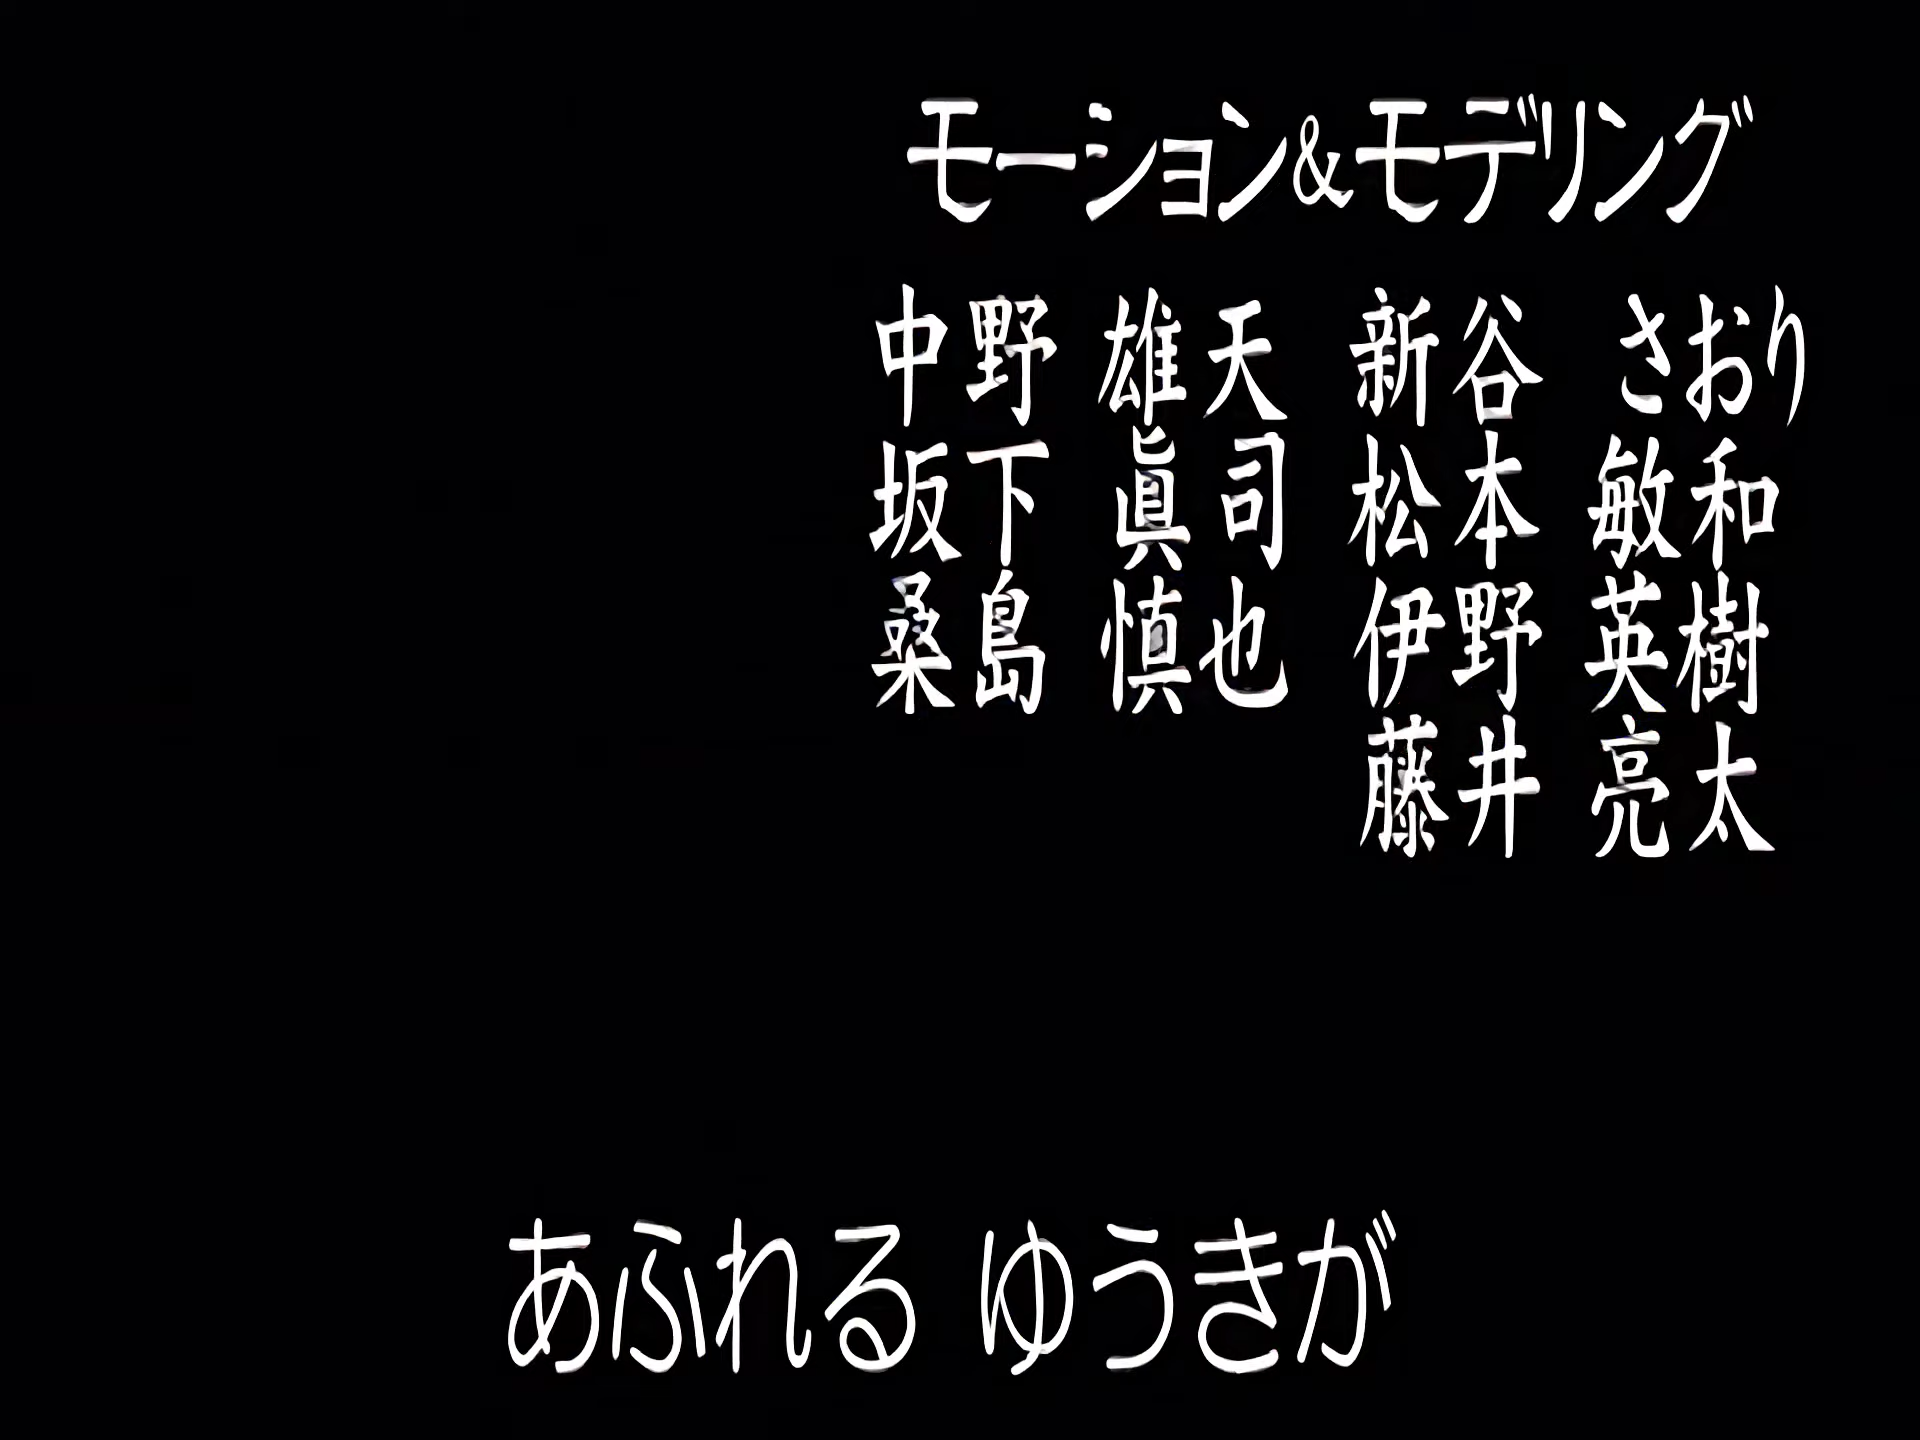 モーション&モデリング
中野 雄天 新谷 さおり
坂下 眞司 松本 敏和
桑島 慎也 伊野 英樹
藤井 亮太
あふれる ゆうきが